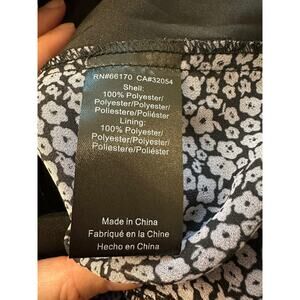 RN#66170 CA#32054
Shell:
100% Polyester/
Polyester/Polyester/
Poliestere/Poliéster
Lining:
100% Polyester/
Polyester/Polyester/
Poliestere/Poliéster
Made in China
Fabriqué en la Chine
Hecho en China